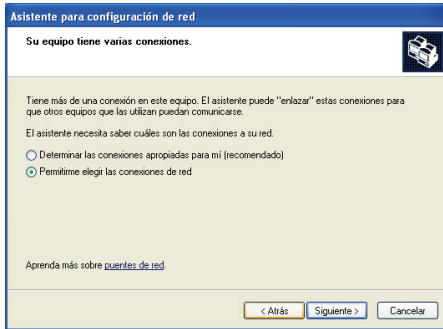 Asistente para configuración de red
Su equipo tiene varias conexiones.
Tiene más de una conexión en este equipo. El asistente puede "enlazar" estas conexiones para
que otros equipos que las utilizan puedan comunicarse.
El asistente necesita saber cuáles son las conexiones a su red.
Determinar las conexiones apropiadas para mí (recomendado)
Permitirme elegir las conexiones de red
Aprenda más sobre puentes de red.
< Atrás Siguiente > Cancelar